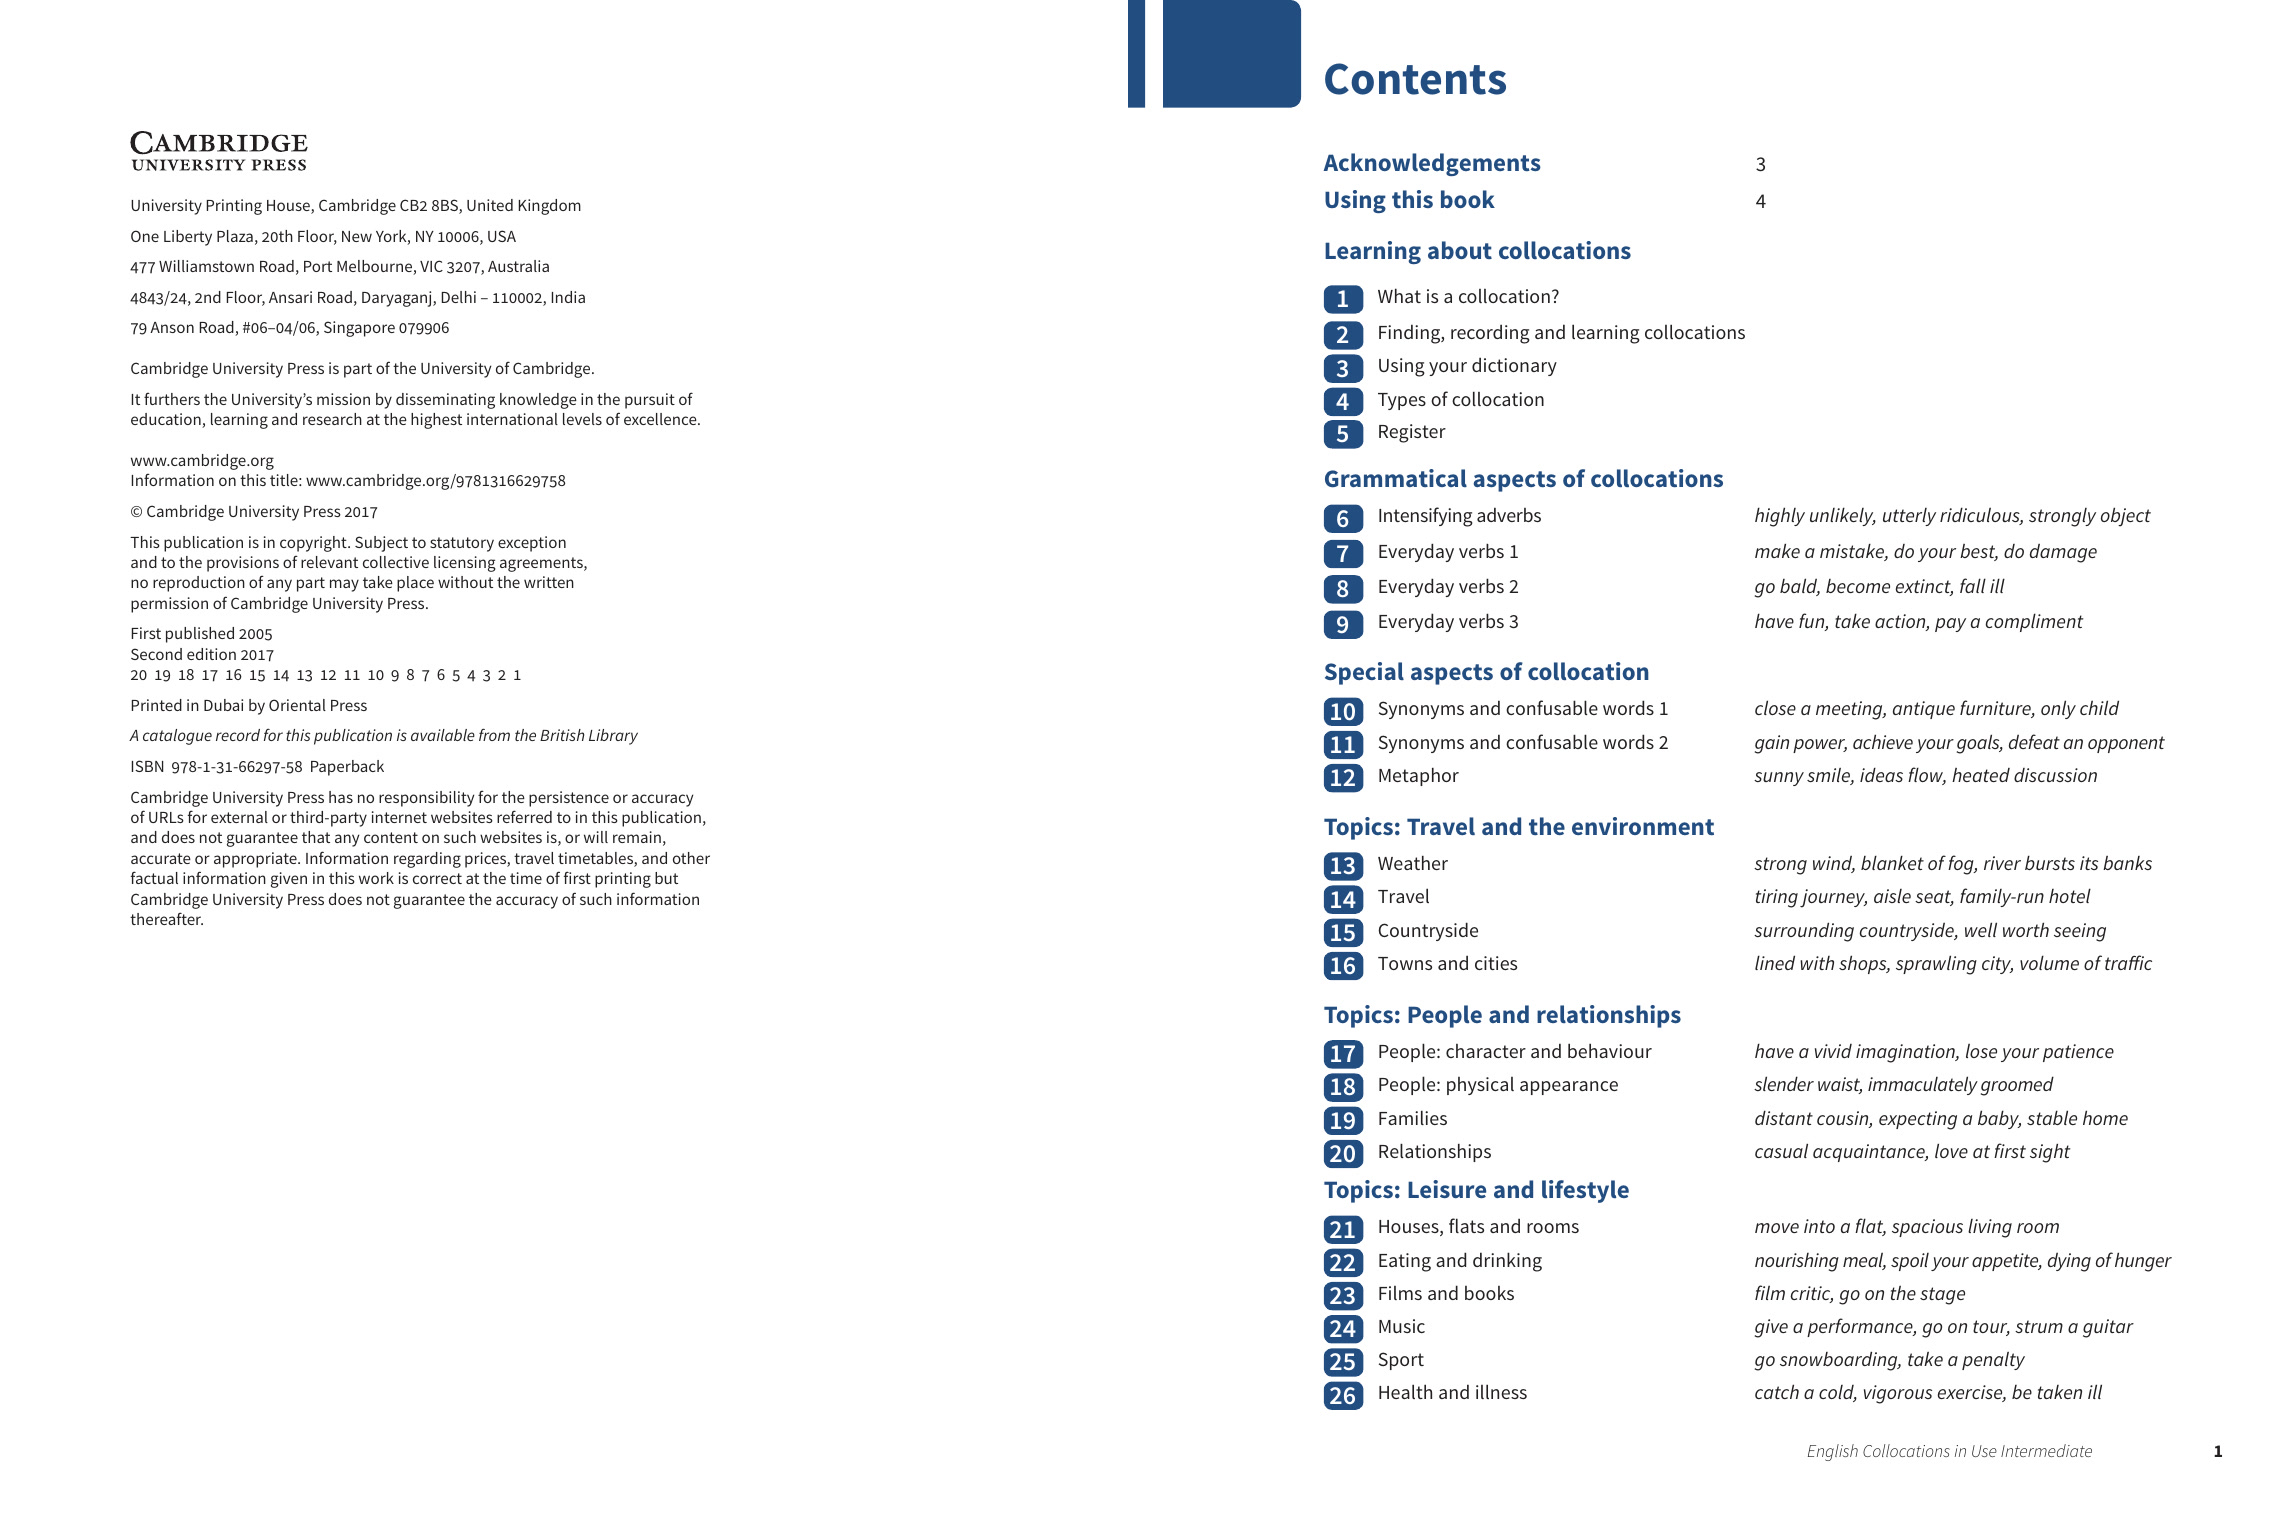 CAMBRIDGE
UNIVERSITY PRESS
University Printing House, Cambridge CB2 8BS, United Kingdom
One Liberty Plaza, 20th Floor, New York, NY 10006, USA
477 Williamstown Road, Port Melbourne, VIC 3207, Australia
4843/24, 2nd Floor, Ansari Road, Daryaganj, Delhi – 110002, India
79 Anson Road, #06–04/06, Singapore 079906
Cambridge University Press is part of the University of Cambridge.
It furthers the University’s mission by disseminating knowledge in the pursuit of
education, learning and research at the highest international levels of excellence.
www.cambridge.org
Information on this title: www.cambridge.org/9781316629758
© Cambridge University Press 2017
This publication is in copyright. Subject to statutory exception
and to the provisions of relevant collective licensing agreements,
no reproduction of any part may take place without the written
permission of Cambridge University Press.
First published 2005
Second edition 2017
20 19 18 17 16 15 14 13 12 11 10 9 8 7 6 5 4 3 2 1
Printed in Dubai by Oriental Press
A catalogue record for this publication is available from the British Library
ISBN 978-1-31-66297-58 Paperback
Cambridge University Press has no responsibility for the persistence or accuracy
of URLs for external or third-party internet websites referred to in this publication,
and does not guarantee that any content on such websites is, or will remain,
accurate or appropriate. Information regarding prices, travel timetables, and other
factual information given in this work is correct at the time of first printing but
Cambridge University Press does not guarantee the accuracy of such information
thereafter.
Contents
Acknowledgements 3
Using this book 4
Learning about collocations
1 What is a collocation?
2 Finding, recording and learning collocations
3 Using your dictionary
4 Types of collocation
5 Register
Grammatical aspects of collocations
6 Intensifying adverbs highly unlikely, utterly ridiculous, strongly object
7 Everyday verbs 1 make a mistake, do your best, do damage
8 Everyday verbs 2 go bald, become extinct, fall ill
9 Everyday verbs 3 have fun, take action, pay a compliment
Special aspects of collocation
10 Synonyms and confusable words 1 close a meeting, antique furniture, only child
11 Synonyms and confusable words 2 gain power, achieve your goals, defeat an opponent
12 Metaphor sunny smile, ideas flow, heated discussion
Topics: Travel and the environment
13 Weather strong wind, blanket of fog, river bursts its banks
14 Travel tiring journey, aisle seat, family-run hotel
15 Countryside surrounding countryside, well worth seeing
16 Towns and cities lined with shops, sprawling city, volume of traffic
Topics: People and relationships
17 People: character and behaviour have a vivid imagination, lose your patience
18 People: physical appearance slender waist, immaculately groomed
19 Families distant cousin, expecting a baby, stable home
20 Relationships casual acquaintance, love at first sight
Topics: Leisure and lifestyle
21 Houses, flats and rooms move into a flat, spacious living room
22 Eating and drinking nourishing meal, spoil your appetite, dying of hunger
23 Films and books film critic, go on the stage
24 Music give a performance, go on tour, strum a guitar
25 Sport go snowboarding, take a penalty
26 Health and illness catch a cold, vigorous exercise, be taken ill
English Collocations in Use Intermediate 1